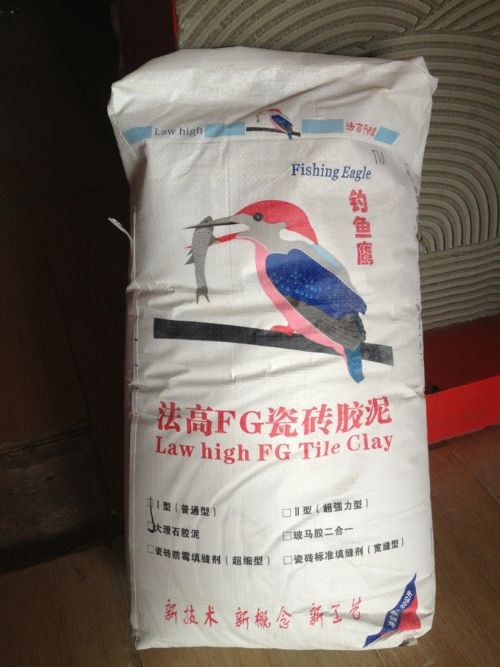 Law high
法高
Fishing Eagle
TM
钓鱼鹰
法高FG瓷砖胶泥
Law high FG Tile Clay
I型（普通型）
II型（超强力型）
大理石胶泥
玻马胶二合一
瓷砖防霉填缝剂（超细型）
瓷砖标准填缝剂（宽缝型）
新技术 新概念 新工艺